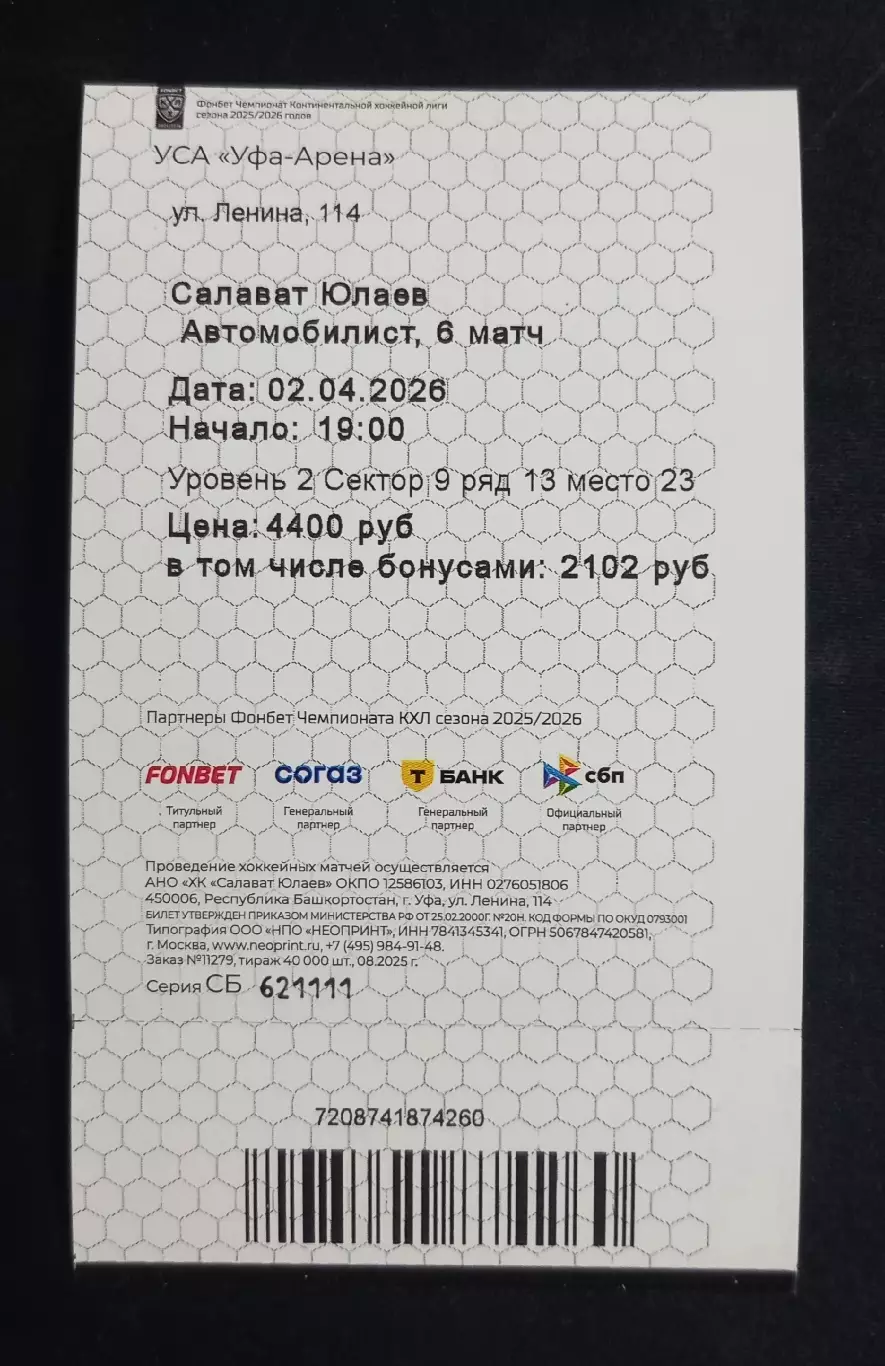 FONBET
КХЛ
Фонбет Чемпионат Континентальной хоккейной лиги
сезона 2025/2026 годов
УСА «Уфа-Арена»
ул. Ленина, 114
Салават Юлаев
Автомобилист, 6 матч
Дата: 02.04.2026
Начало: 19:00
Уровень 2 Сектор 9 ряд 13 место 23
Цена: 4400 руб
в том числе бонусами: 2102 руб
Партнеры Фонбет Чемпионата КХЛ сезона 2025/2026
FONBET СОГАЗ Т БАНК сбп
Титульный партнер Генеральный партнер Генеральный партнер Официальный партнер
Проведение хоккейных матчей осуществляется
АНО «ХК «Салават Юлаев» ОКПО 12586103, ИНН 0276051806
450006, Республика Башкортостан, г. Уфа, ул. Ленина, 114
БИЛЕТ УТВЕРЖДЕН ПРИКАЗОМ МИНИСТЕРСТВА РФ ОТ 25.02.2000Г. №20Н. КОД ФОРМЫ ПО ОКУД 0793001
Типография ООО «НПО «НЕОПРИНТ», ИНН 7841345341, ОГРН 5067847420581,
г. Москва, www.neoprint.ru, +7 (495) 984-91-48.
Заказ №11279, тираж 40 000 шт., 08.2025 г.
Серия СБ 621111
7208741874260